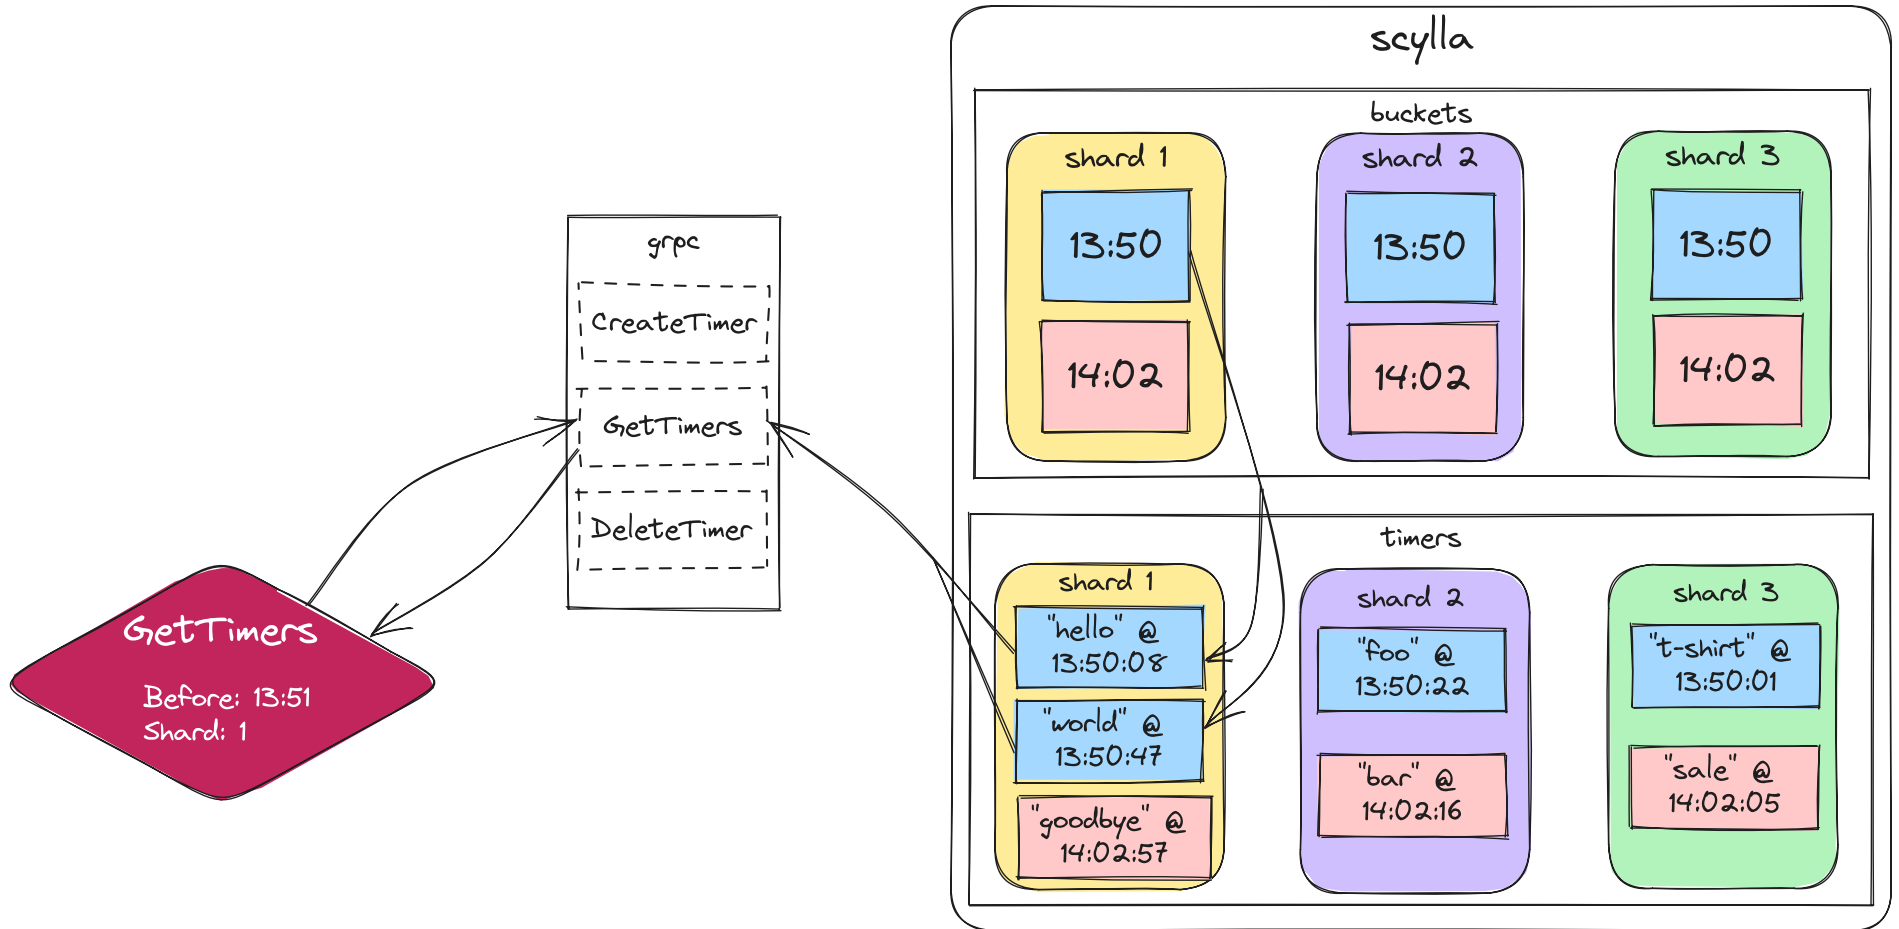 scylla
buckets
shard 1
13:50
14:02
shard 2
13:50
14:02
shard 3
13:50
14:02
grpc
CreateTimer
GetTimers
DeleteTimer
GetTimers
Before: 13:51
Shard: 1
timers
shard 1
"hello" @
13:50:08
"world" @
13:50:47
"goodbye" @
14:02:57
shard 2
"foo" @
13:50:22
"bar" @
14:02:16
shard 3
"t-shirt" @
13:50:01
"sale" @
14:02:05